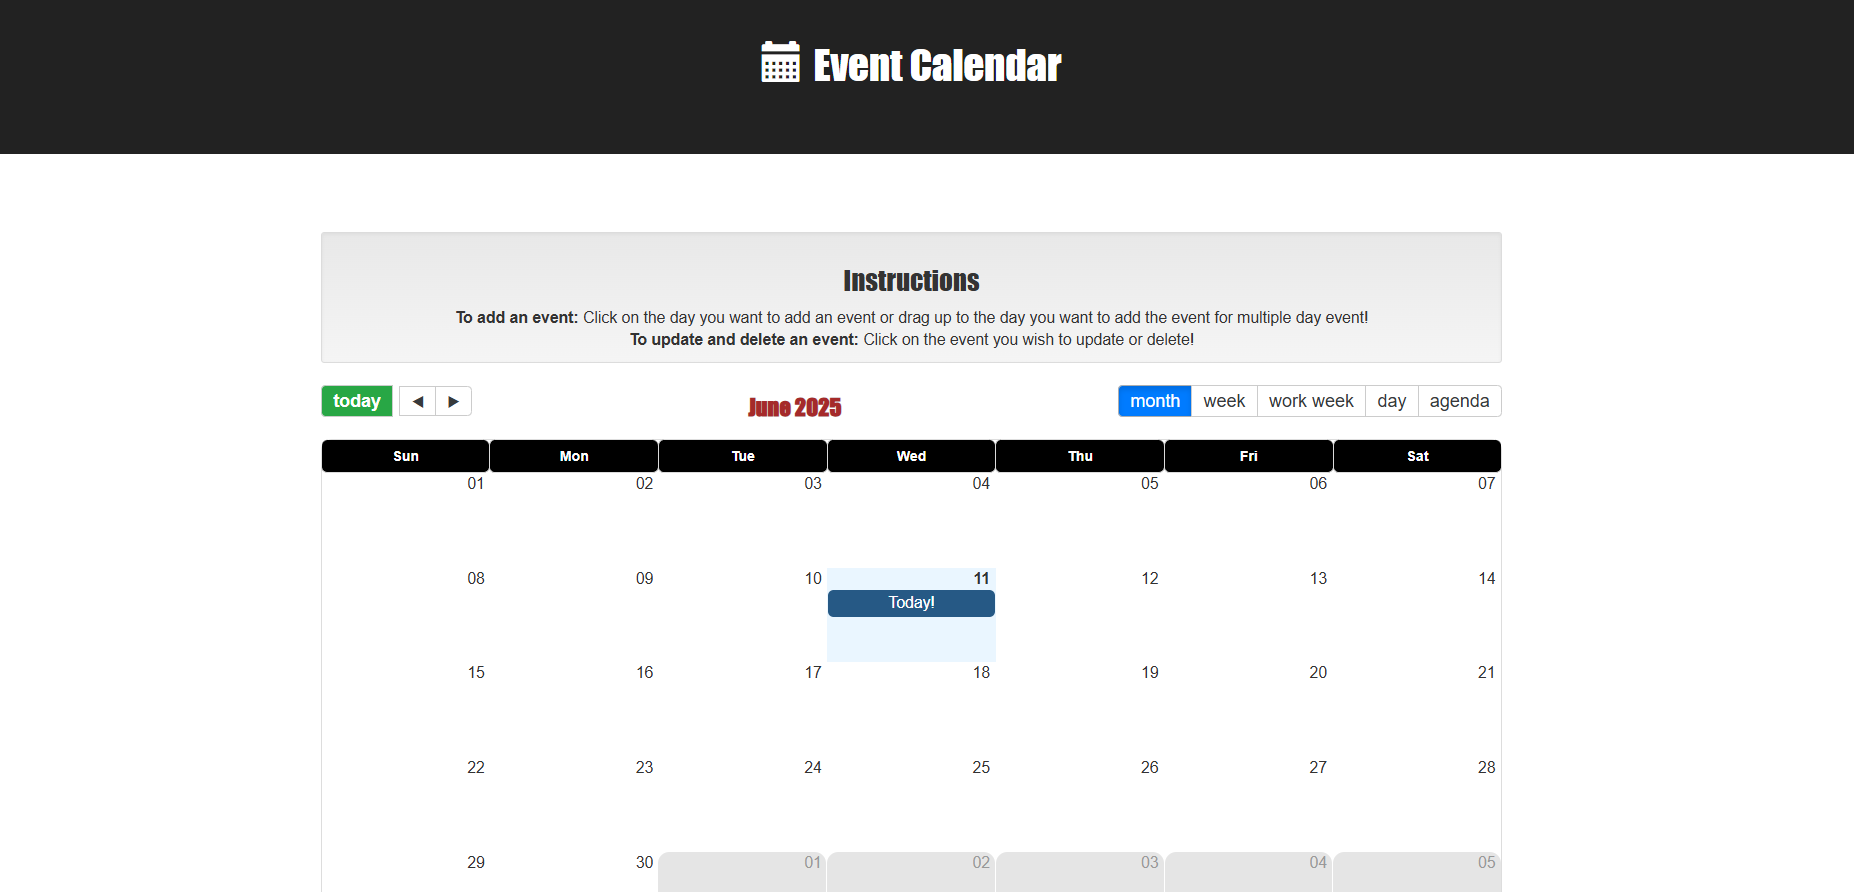 Event Calendar
Instructions
To add an event: Click on the day you want to add an event or drag up to the day you want to add the event for multiple day event!
To update and delete an event: Click on the event you wish to update or delete!
today ◀ ▶ June 2025 month week work week day agenda
Sun Mon Tue Wed Thu Fri Sat
01 02 03 04 05 06 07
08 09 10 11 12 13 14
Today!
15 16 17 18 19 20 21
22 23 24 25 26 27 28
29 30 01 02 03 04 05